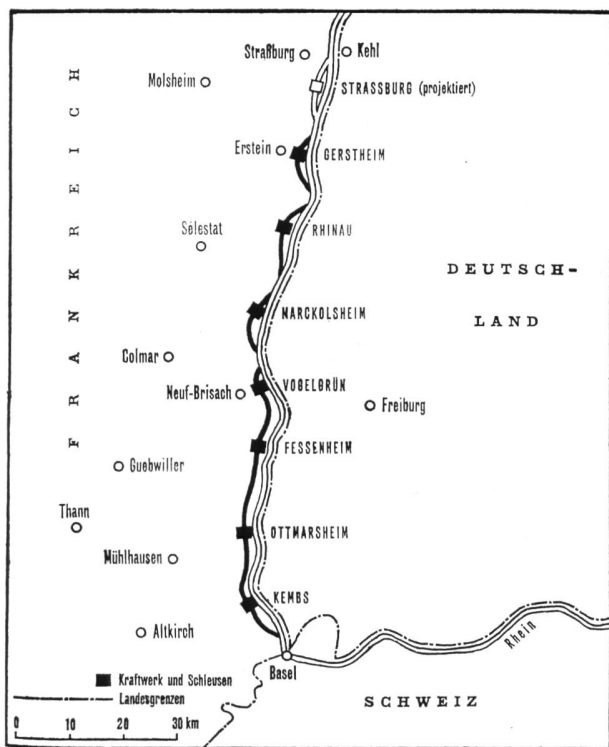 Straßburg
Kehl
Molsheim
STRASSBURG (projektiert)
Erstein
GERSTHEIM
FRANKREICH
RHINAU
Sélestat
DEUTSCH-
LAND
MARCKOLSHEIM
Colmar
VOGELGRÜN
Neuf-Brisach
Freiburg
FESSENHEIM
Guebwiller
Thann
OTTMARSHEIM
Mühlhausen
KEMBS
Altkirch
Rhein
Basel
Kraftwerk und Schleusen
Landesgrenzen
SCHWEIZ
0 10 20 30 km